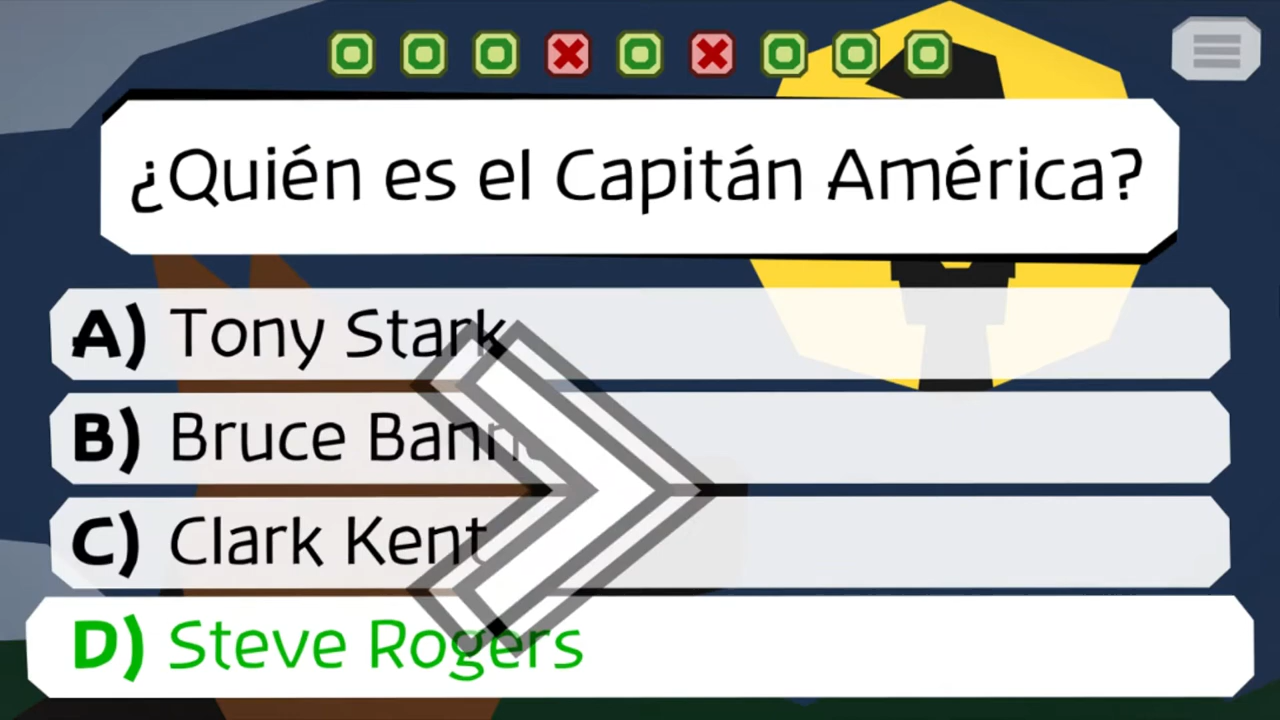 ¿Quién es el Capitán América?
A) Tony Stark
B) Bruce
C) Clark Kent
D) Steve Rogers